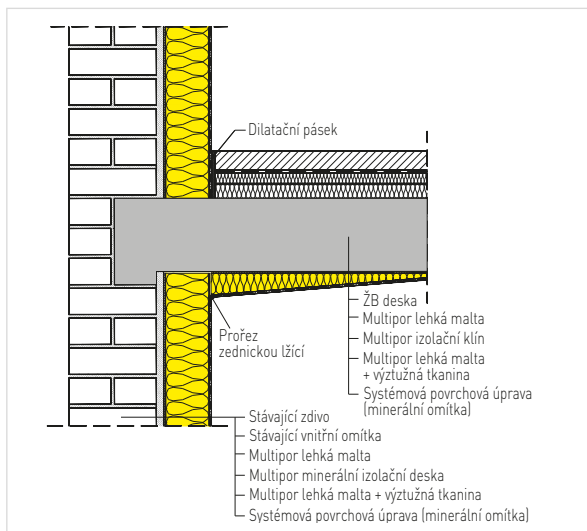 Dilatační pásek
ŽB deska
Multipor lehká malta
Multipor izolační klín
Multipor lehká malta
+ výztužná tkanina
Systémová povrchová úprava
(minerální omítka)
Prořez
zednickou lžící
Stávající zdivo
Stávající vnitřní omítka
Multipor lehká malta
Multipor minerální izolační deska
Multipor lehká malta + výztužná tkanina
Systémová povrchová úprava (minerální omítka)